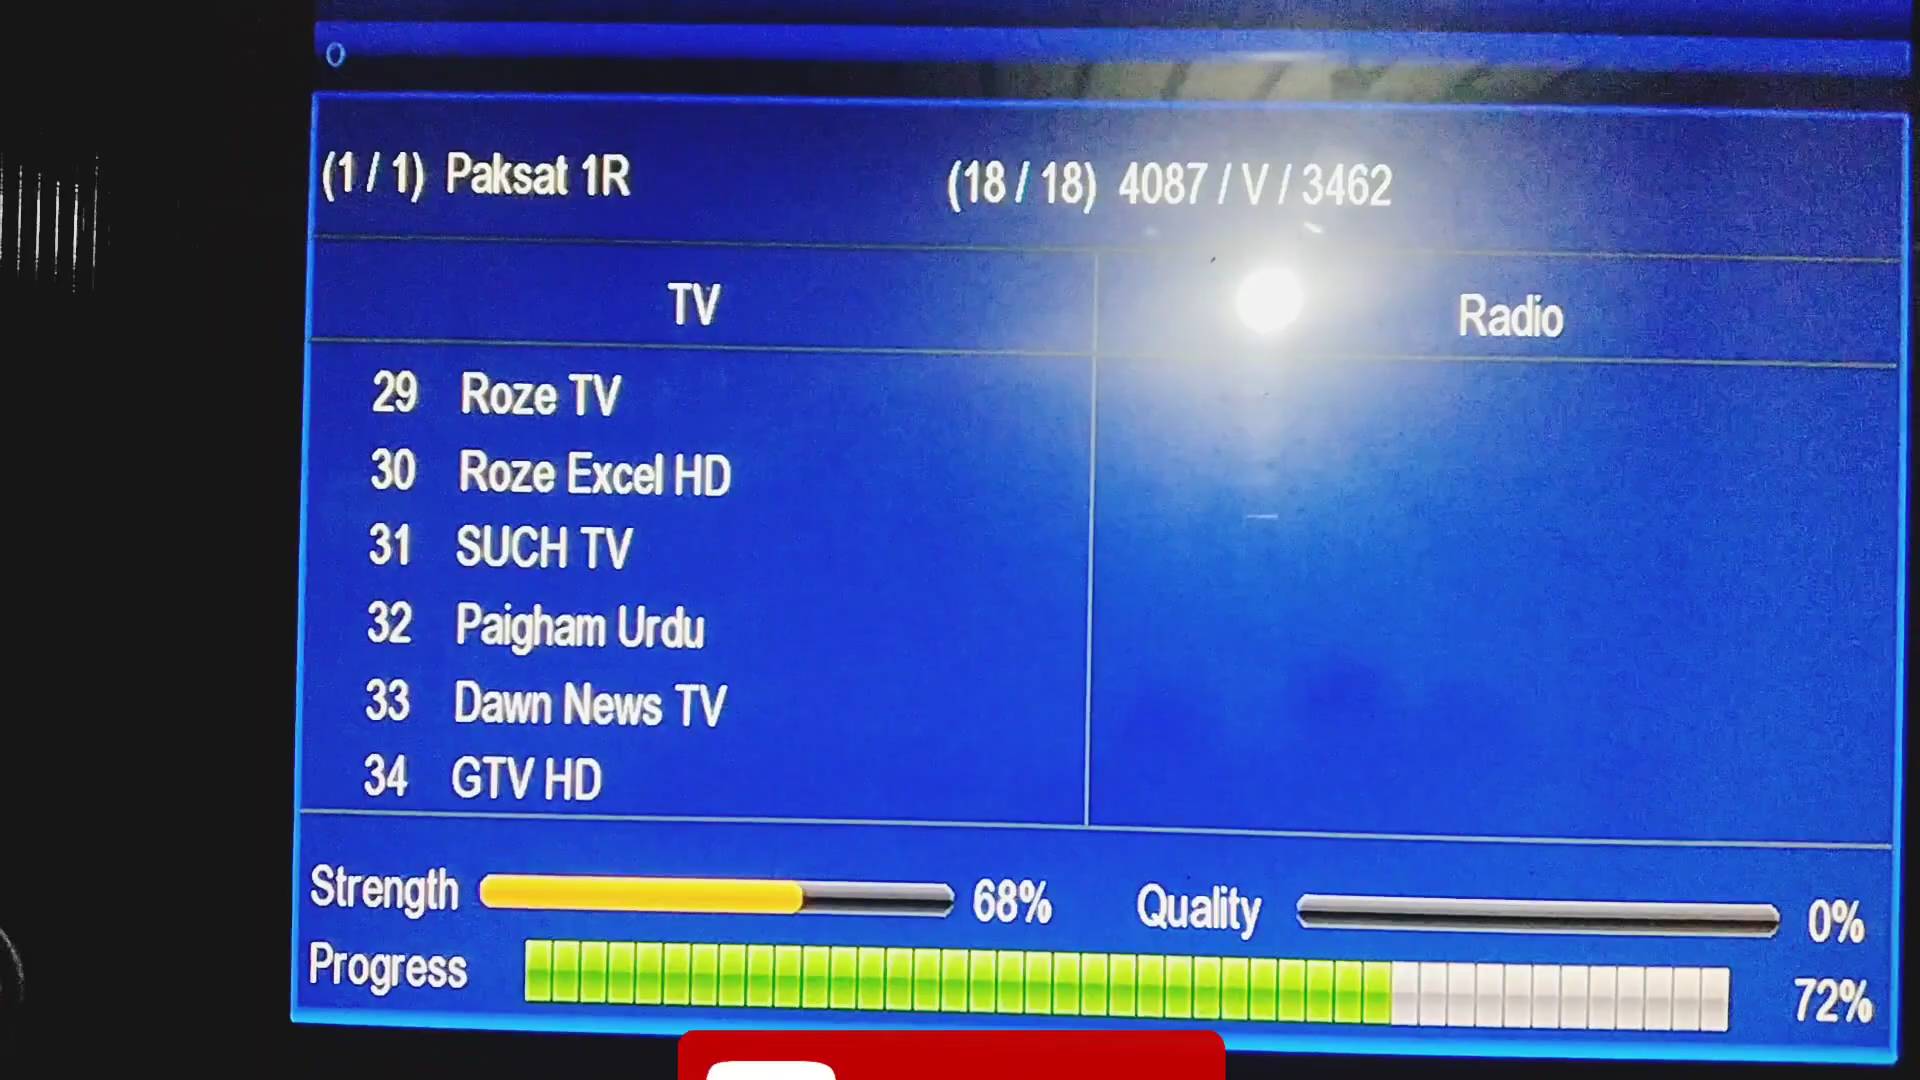 (1 / 1) Paksat 1R (18 / 18) 4087 / V / 3462
TV Radio
29 Roze TV
30 Roze Excel HD
31 SUCH TV
32 Paigham Urdu
33 Dawn News TV
34 GTV HD
Strength 68% Quality 0%
Progress 72%